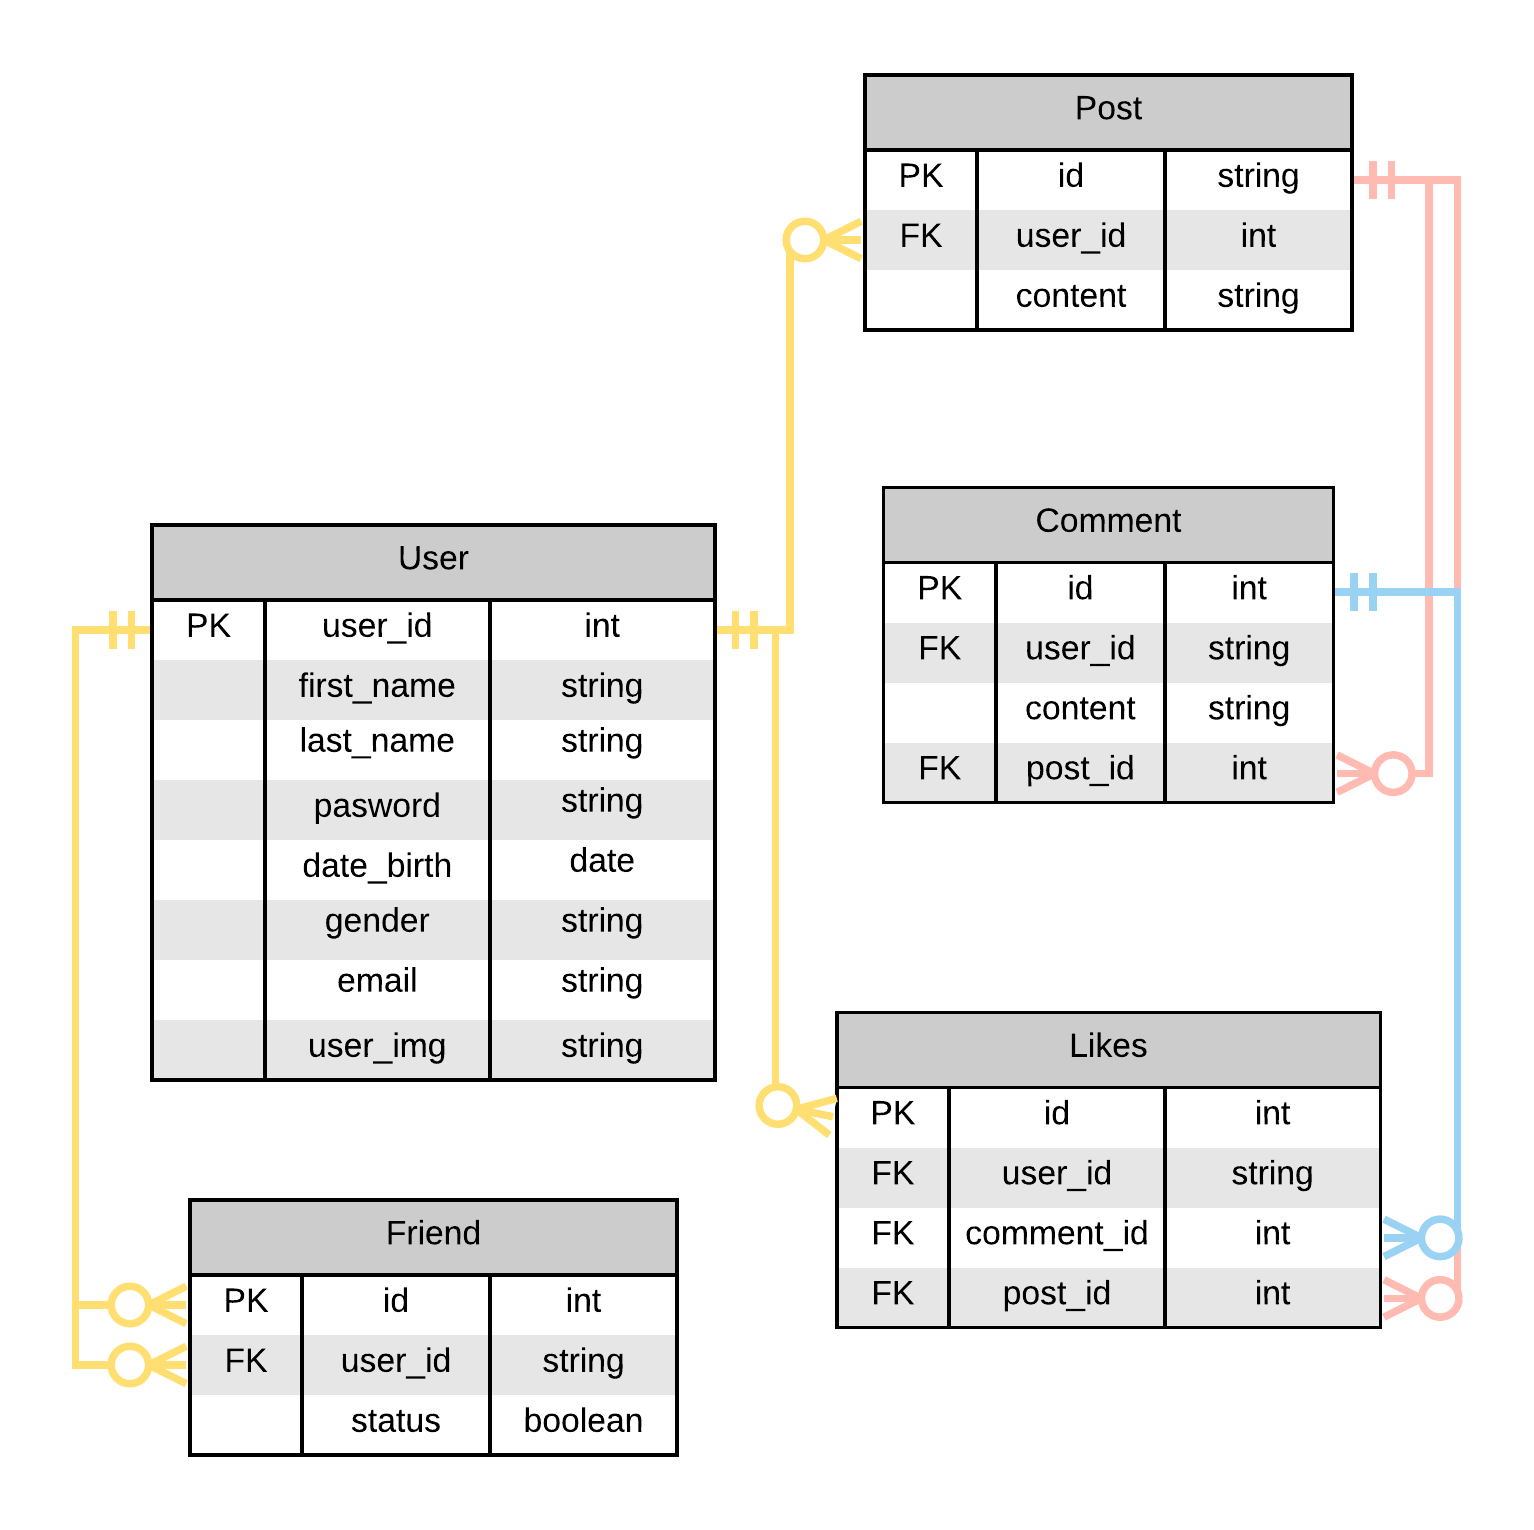 Post
PK id string
FK user_id int
content string
Comment
PK id int
FK user_id string
content string
FK post_id int
User
PK user_id int
first_name string
last_name string
pasword string
date_birth date
gender string
email string
user_img string
Likes
PK id int
FK user_id string
FK comment_id int
FK post_id int
Friend
PK id int
FK user_id string
status boolean